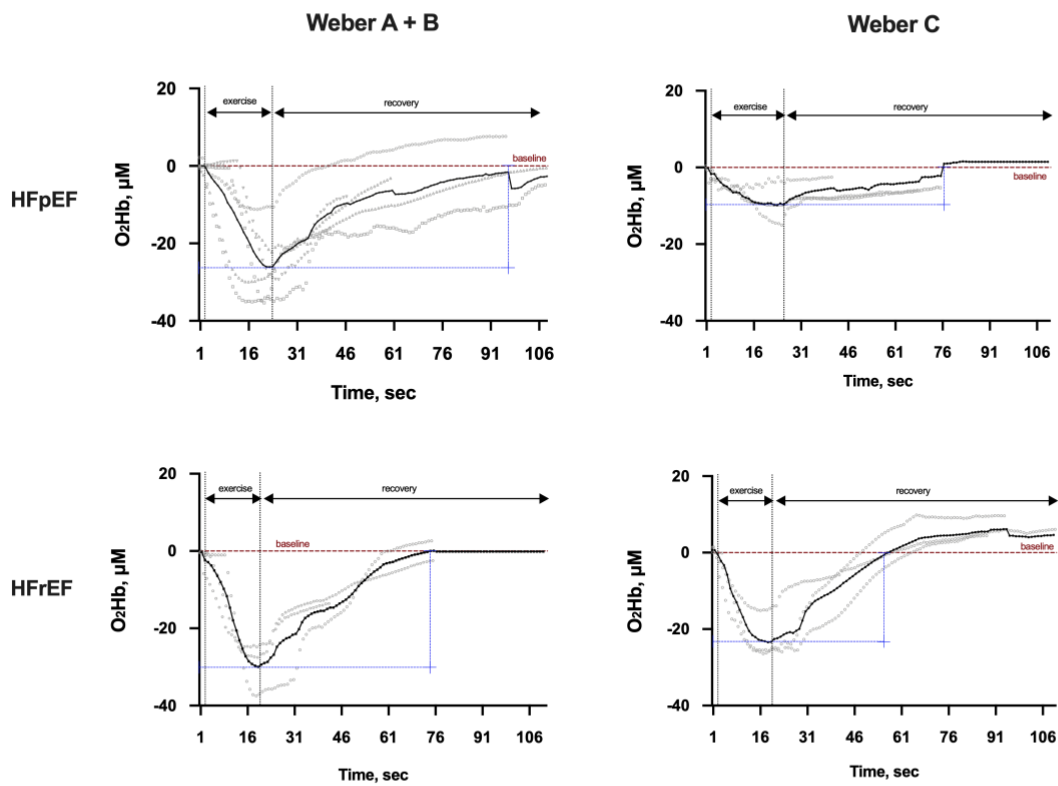 Weber A + B
Weber C
HFpEF
O2Hb, µM
20
0
-20
-40
exercise
recovery
baseline
1 16 31 46 61 76 91 106
Time, sec
O2Hb, µM
20
0
-20
-40
exercise
recovery
baseline
1 16 31 46 61 76 91 106
Time, sec
HFrEF
O2Hb, µM
20
0
-20
-40
exercise
recovery
baseline
1 16 31 46 61 76 91 106
Time, sec
O2Hb, µM
20
0
-20
-40
exercise
recovery
baseline
1 16 31 46 61 76 91 106
Time, sec